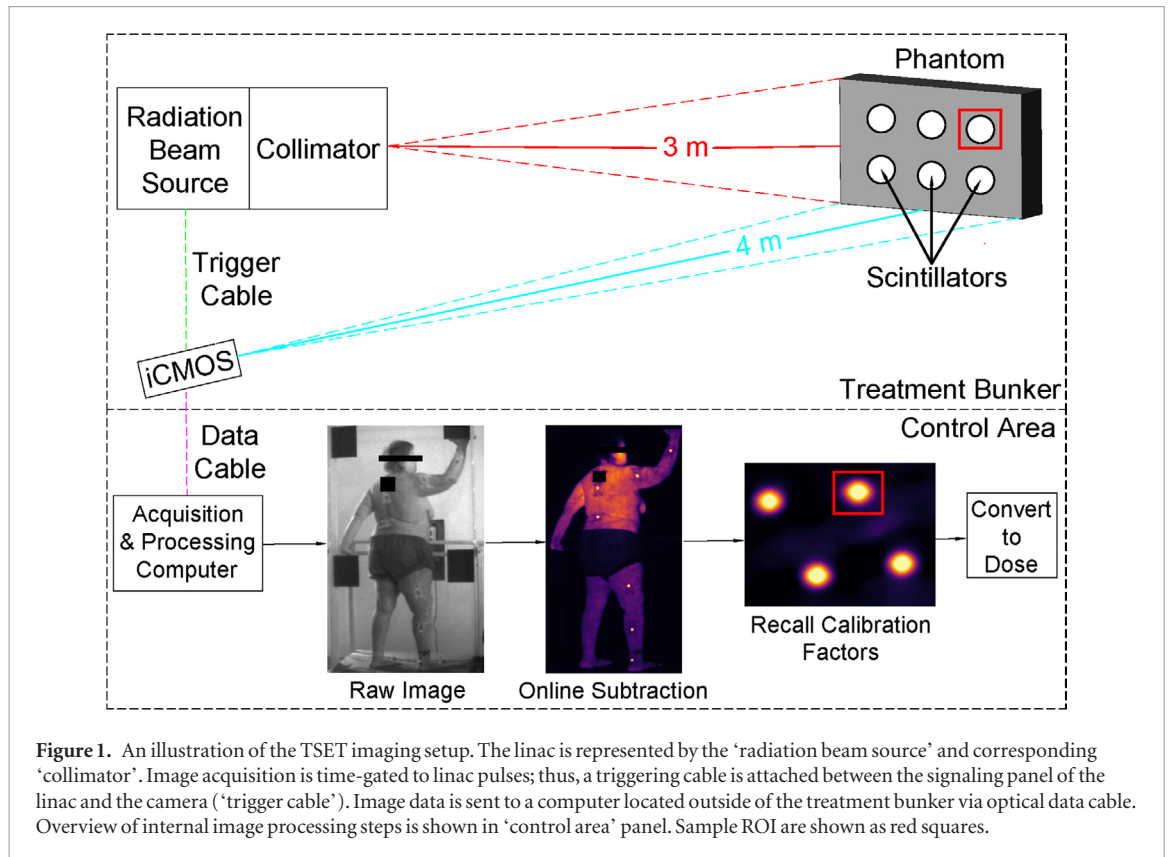 Phantom
Radiation
Beam
Source
Collimator
3 m
4 m
Scintillators
Trigger
Cable
iCMOS
Treatment Bunker
Control Area
Data
Cable
Acquisition
& Processing
Computer
Raw Image
Online Subtraction
Recall Calibration
Factors
Convert
to
Dose
Figure 1. An illustration of the TSET imaging setup. The linac is represented by the ‘radiation beam source’ and corresponding
‘collimator’. Image acquisition is time-gated to linac pulses; thus, a triggering cable is attached between the signaling panel of the
linac and the camera (‘trigger cable’). Image data is sent to a computer located outside of the treatment bunker via optical data cable.
Overview of internal image processing steps is shown in ‘control area’ panel. Sample ROI are shown as red squares.